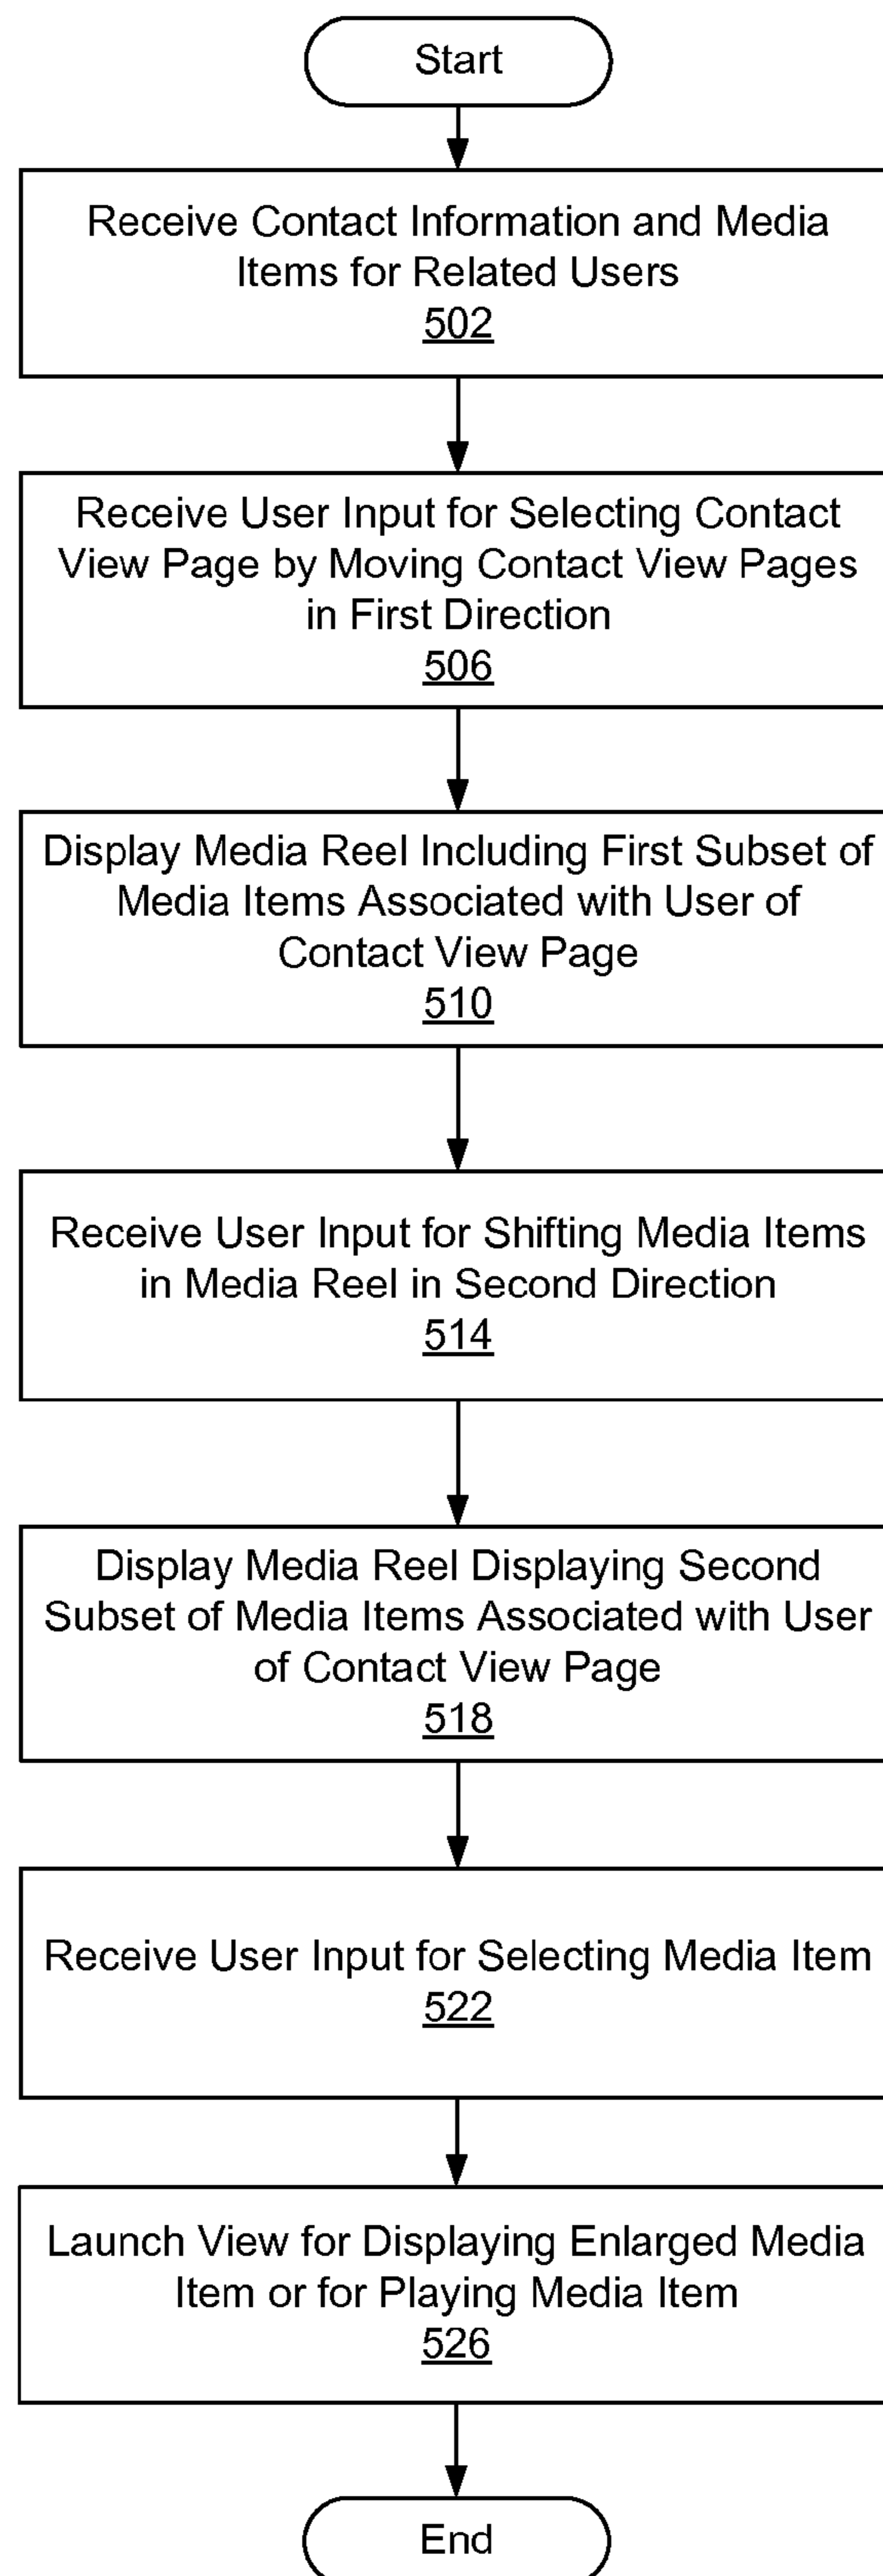 Start
Receive Contact Information and Media
Items for Related Users
502
Receive User Input for Selecting Contact
View Page by Moving Contact View Pages
in First Direction
506
Display Media Reel Including First Subset of
Media Items Associated with User of
Contact View Page
510
Receive User Input for Shifting Media Items
in Media Reel in Second Direction
514
Display Media Reel Displaying Second
Subset of Media Items Associated with User
of Contact View Page
518
Receive User Input for Selecting Media Item
522
Launch View for Displaying Enlarged Media
Item or for Playing Media Item
526
End